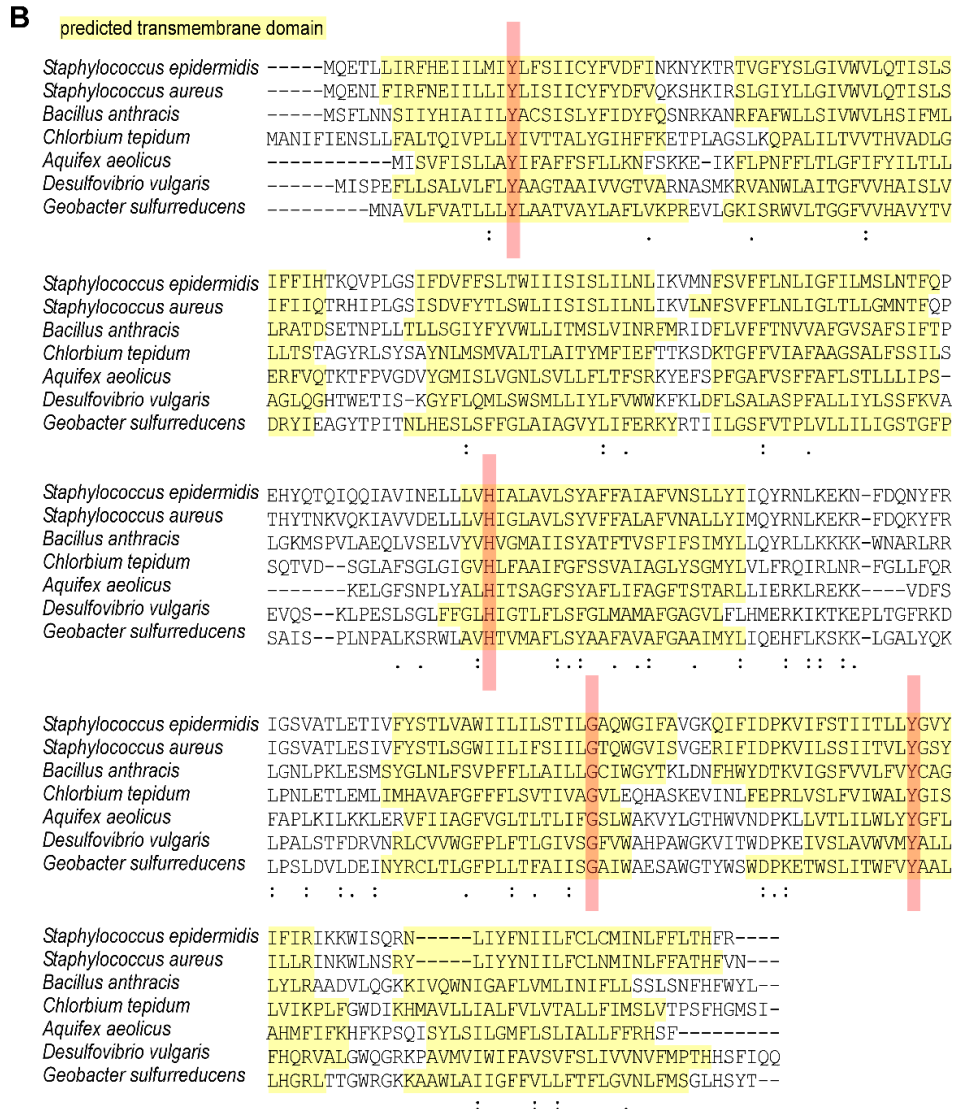 B
predicted transmembrane domain
Staphylococcus epidermidis -----MQETLLIRFHEIILMIYLFSIICYFVDFINKNYKTRTVGFYSLGIVWVLQTISLS
Staphylococcus aureus -----MQENLFIRFNEIILLIYLISIICYFYDFVQKSHKIRSLGIYLLGIVWVLQTISLS
Bacillus anthracis -----MSFLNNSIIYHIAIILYACSISLYFIDYFQSNRKANRFAFWLLSIVWVLHSIFML
Chlorbium tepidum MANIFIENSLLFALTQIVPLLYIVTTALYGIHFFKETPLAGSLKQPALILTVVTHVADLG
Aquifex aeolicus -----------MISVFISLLAYIFAFFSFLLKNFSKKE-IKFLPNFFLTLGFIFYILTLL
Desulfovibrio vulgaris ------MISPEFLLSALVLFLYAAGTAAIVVGTVARNASMKRVANWLAITGFVVHAISLV
Geobacter sulfurreducens ---------MNAVLFVATLLLYLAATVAYLAFLVKPREVLGKISRWVLTGGFVVHAVYTV
: . . :
Staphylococcus epidermidis IFFIHTKQVPLGSIFDVFFSLTWIIISISLILNLIKVMNFSVFFLNLIGFILMSLNTFQP
Staphylococcus aureus IFIIQTRHIPLGSISDVFYTLSWLIISISLILNLIKVLNFSVFFLNLIGLTLLGMNTFQP
Bacillus anthracis LRATDSETNPLLTLLSGIYFYVWLLITMSLVINRFMRIDFLVFFTNVVAFGVSAFSIFTP
Chlorbium tepidum LLTSTAGYRLSYSAYNLMSMVALTLAITYMFIEFTTKSDKTGFFVIAFAAGSALFSSILS
Aquifex aeolicus ERFVQTKTFPVGDVYGMISLVGNLSVLLFLTFSRKYEFSPFGAFVSFFAFLSTLLLIPS-
Desulfovibrio vulgaris AGLQGHTWETIS-KGYFLQMLSWSMLLIYLFVWWKFKLDFLSALASPFALLIYLSSFKVA
Geobacter sulfurreducens DRYIEAGYTPITNLHESLSFFGLAIAGVYLIFERKYRTIILGSFVTPLVLLILIGSTGFP
: :. : .
Staphylococcus epidermidis EHYQTQIQQIAVINELLLVHIALAVLSYAFFAIAFVNSLLYIIQYRNLKEKN-FDQNYFR
Staphylococcus aureus THYTNKVQKIAVVDELLLVHIGLAVLSYVFFALAFVNALLYIMQYRNLKEKR-FDQKYFR
Bacillus anthracis LGKMSPVLAEQLVSELVYVHVGMAIISYATFTVSFIFSIMYLLQYRLLKKKK-WNARLRR
Chlorbium tepidum SQTVD--SGLAFSGLGIGVHLFAAIFGFSSVAIAGLYSGMYLVLFRQIRLNR-FGLLFQR
Aquifex aeolicus -------KELGFSNPLYALHITSAGFSYAFLIFAGFTSTARLLIERKLREKK----VDFS
Desulfovibrio vulgaris EVQS--KLPESLSGLFFGLHIGTLFLSFGLMAMAFGAGVLFLHMERKIKTKEPLTGFRKD
Geobacter sulfurreducens SAIS--PLNPALKSRWLAVHTVMAFLSYAAFAVAFGAAIMYLIQEHFLKSKK-LGALYQK
. . : :.: . .: . : : :: :.
Staphylococcus epidermidis IGSVATLETIVFYSTLVAWIILILSTILGAQWGIFAVGKQIFIDPKVIFSTIITLLYGVY
Staphylococcus aureus IGSVATLESIVFYSTLSGWIILIFSIILGTQWGVISVGERIFIDPKVILSSIITVLYGSY
Bacillus anthracis LGNLPKLESMSYGLNLFSVPFFLLAILLGCIWGYTKLDNFHWYDTKVIGSFVVLFVYCAG
Chlorbium tepidum LPNLETLEMLIMHAVAFGFFFLSVTIVAGVLEQHASKEVINLFEPRLVSLFVIWALYGIS
Aquifex aeolicus FAPLKILKKLERVFIIAGFVGLTLTLIFGSLWAKVYLGTHWVNDPKLLVTLILWLYYGFL
Desulfovibrio vulgaris LPALSTFDRVNRLCVVWGFPLFTLGIVSGFVWAHPAWGKVITWDPKEIVSLAVWVMYALL
Geobacter sulfurreducens LPSLDVLDEINYRCLTLGFPLLTFAIISGAIWAESAWGTYWSWDPKETWSLITWFVYAAL
: : :. : . : . : :.:
Staphylococcus epidermidis IFIRIKKWISQRN-----LIYFNIILFCLCMINLFFLTHFR----
Staphylococcus aureus ILLRINKWLNSRY-----LIYYNIILFCLNMINLFFATHFVN---
Bacillus anthracis LYLRAADVLQGKKIVQWNIGAFLVMLINIFLLSSLSNFHFWYL--
Chlorbium tepidum LVIKPLFGWDIKHMAVLLIALFVLVTALLFIMSLVTPSFHGMSI-
Aquifex aeolicus AHMFIFKHFKPSQISYLSILGMFLSLIALLFFRHSF---------
Desulfovibrio vulgaris FHQRVALGWQGRKPAVMVIWIFAVSVFSLIVVNVFMPTHHSFIQQ
Geobacter sulfurreducens LHGRLTTGWRGKKAAWLAIIGFFVLLFTFLGVNLFMSGLHSYT--
: : : .